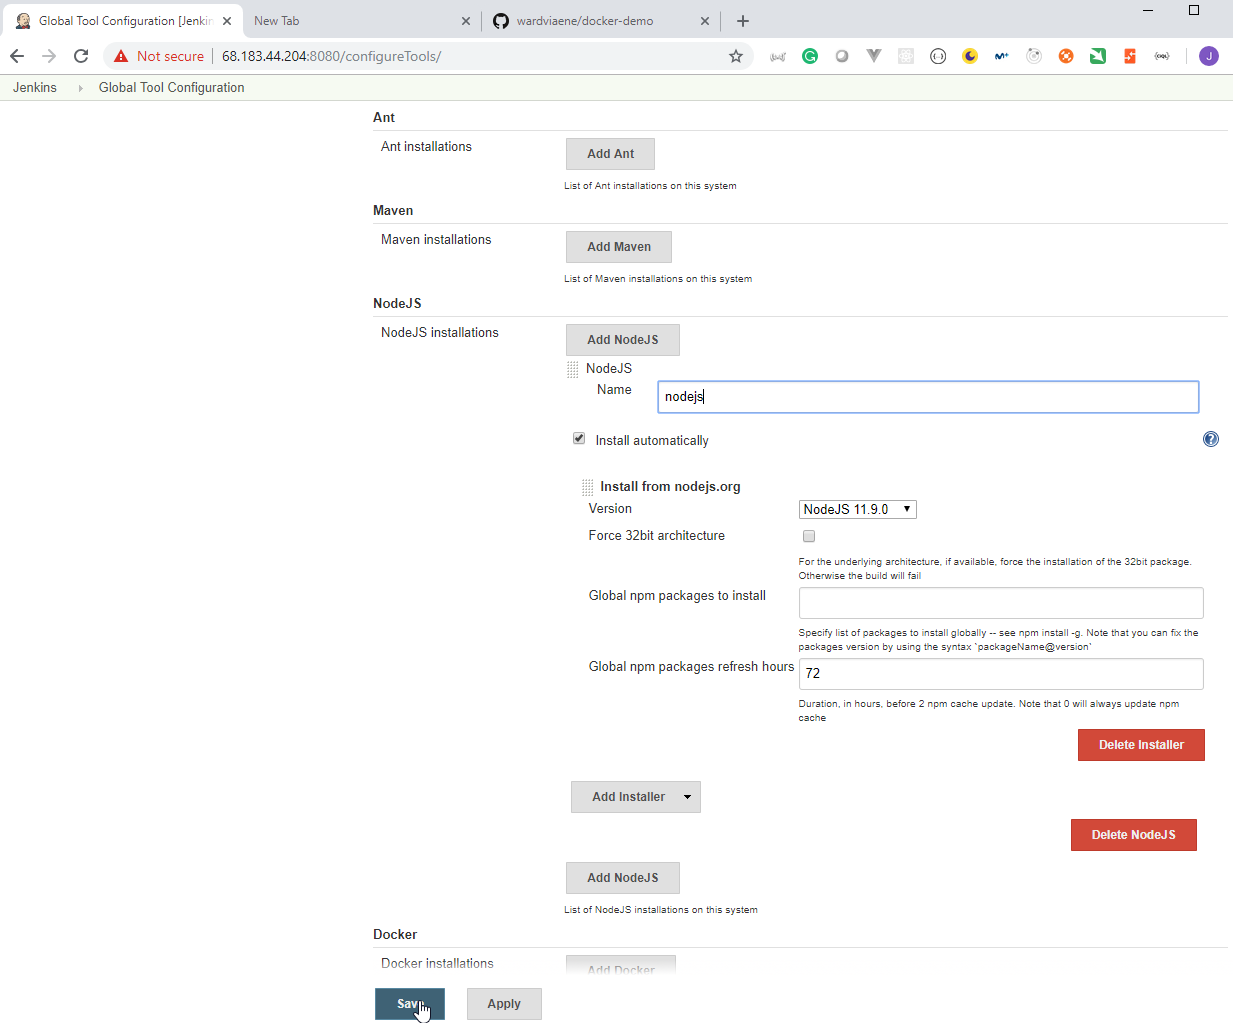 Global Tool Configuration [Jenkin
New Tab
wardviaene/docker-demo
Not secure
68.183.44.204:8080/configureTools/
J
Jenkins
Global Tool Configuration
Ant
Ant installations
Add Ant
List of Ant installations on this system
Maven
Maven installations
Add Maven
List of Maven installations on this system
NodeJS
NodeJS installations
Add NodeJS
NodeJS
Name
nodejs
Install automatically
Install from nodejs.org
Version
NodeJS 11.9.0
Force 32bit architecture
For the underlying architecture, if available, force the installation of the 32bit package.
Otherwise the build will fail
Global npm packages to install
Specify list of packages to install globally -- see npm install -g. Note that you can fix the
packages version by using the syntax `packageName@version'
Global npm packages refresh hours
72
Duration, in hours, before 2 npm cache update. Note that 0 will always update npm
cache
Delete Installer
Add Installer
Delete NodeJS
Add NodeJS
List of NodeJS installations on this system
Docker
Docker installations
Add Docker
Save
Apply